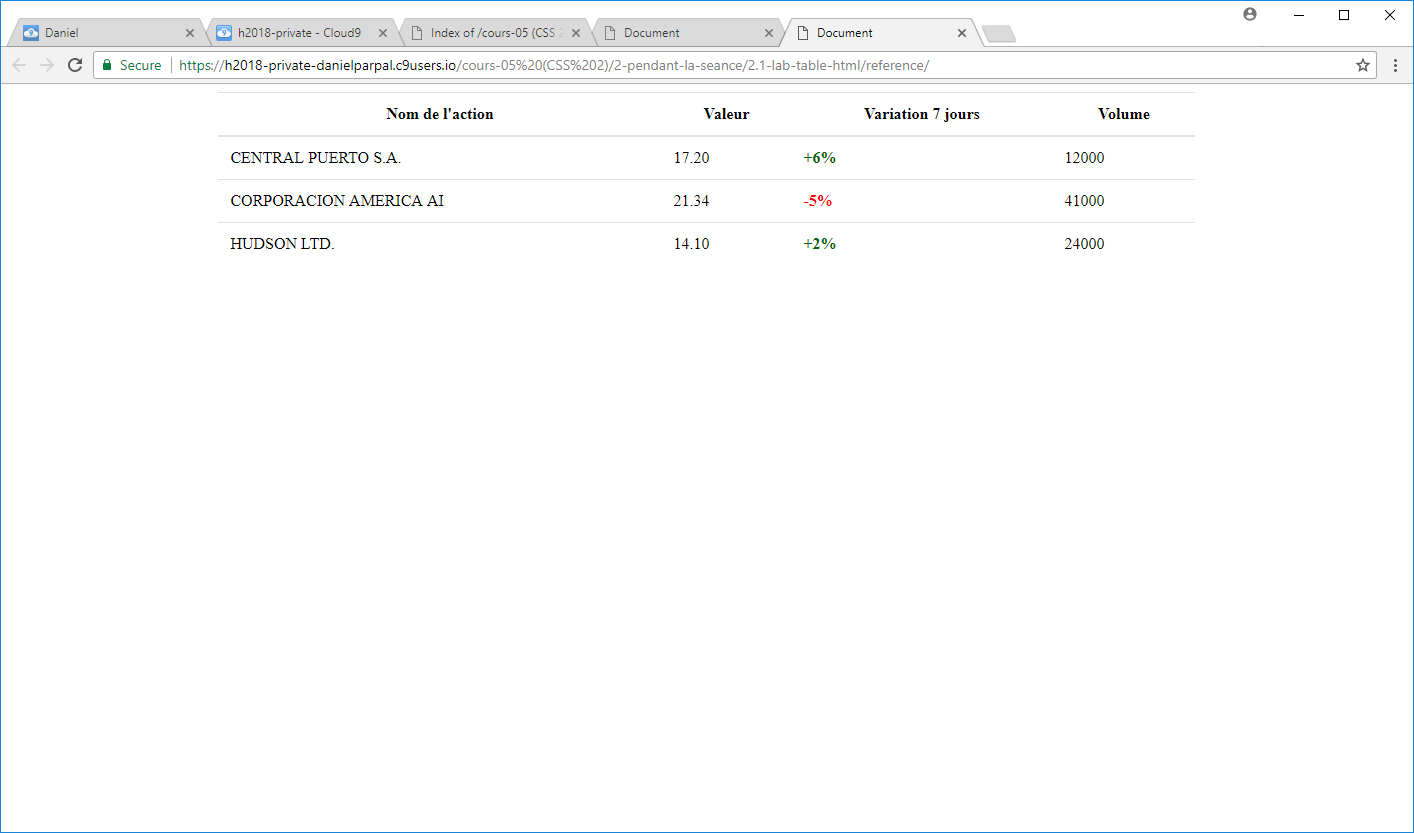 Daniel
h2018-private - Cloud9
Index of /cours-05 (CSS 2
Document
Document
Secure
https://h2018-private-danielparpal.c9users.io/cours-05%20(CSS%202)/2-pendant-la-seance/2.1-lab-table-html/reference/
Nom de l'action Valeur Variation 7 jours Volume
CENTRAL PUERTO S.A. 17.20 +6% 12000
CORPORACION AMERICA AI 21.34 -5% 41000
HUDSON LTD. 14.10 +2% 24000